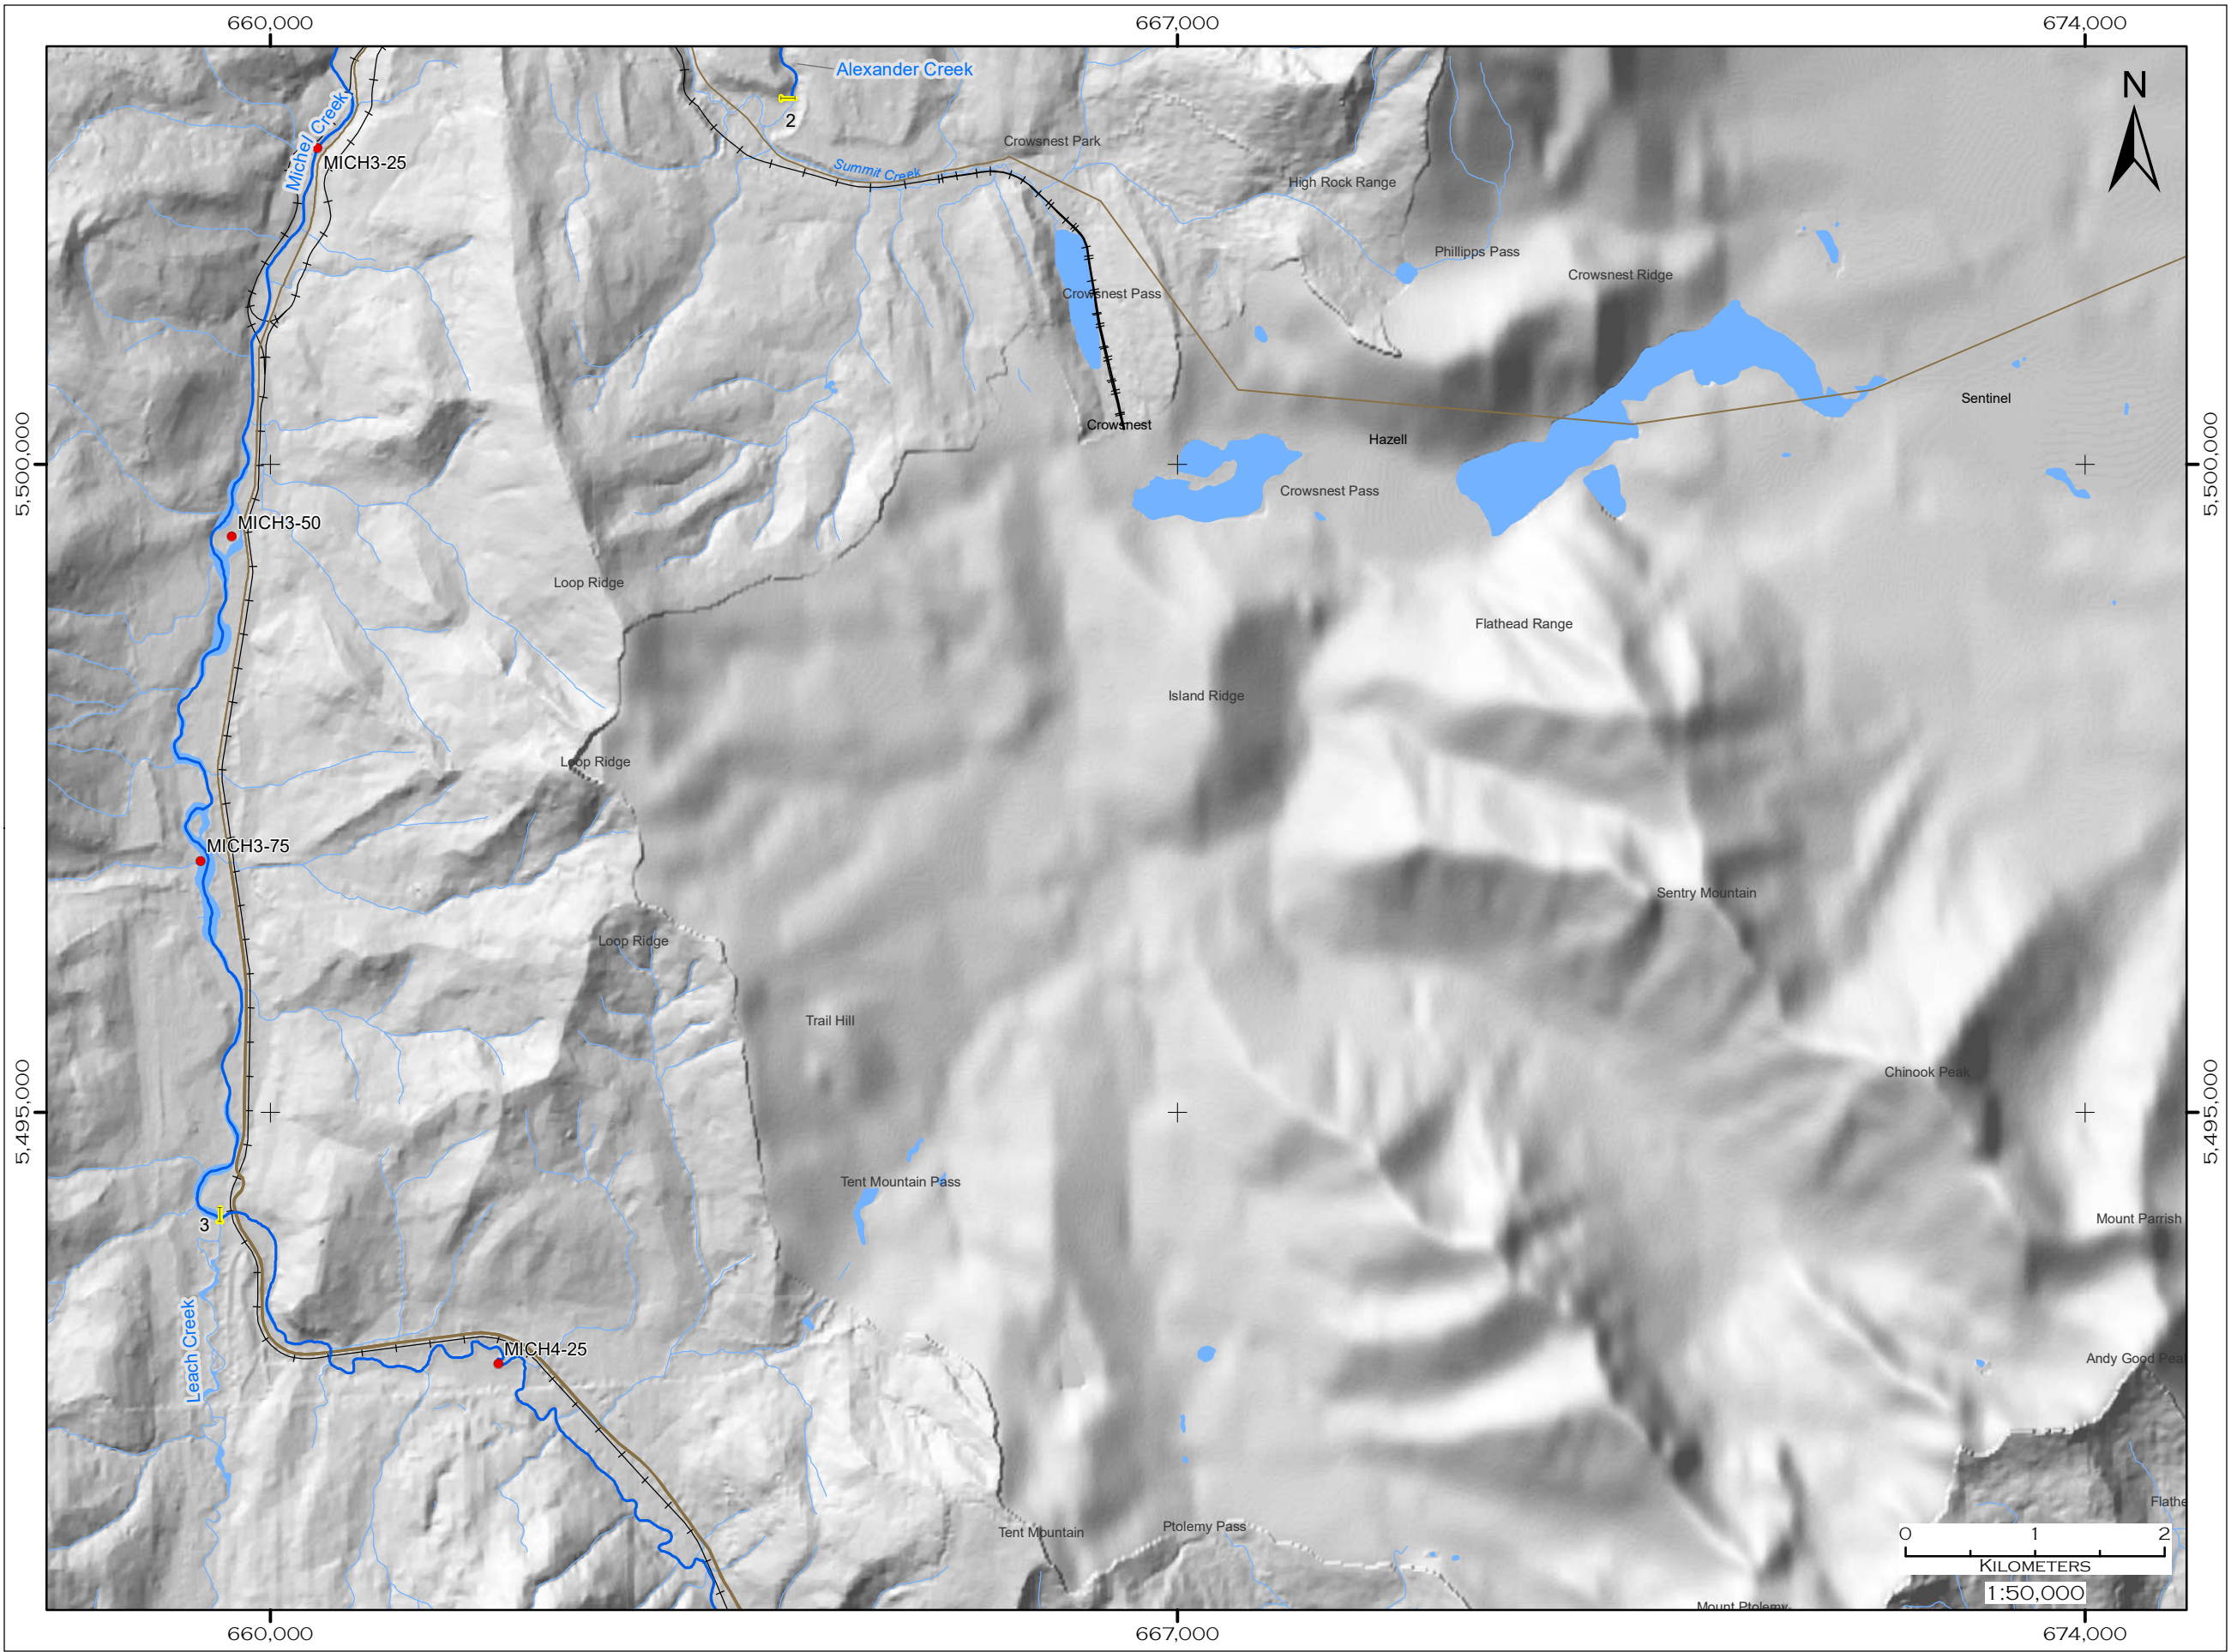 660,000
667,000
674,000
Alexander Creek
N
2
Michel Creek
MICH3-25
Crowsnest Park
Summit Creek
High Rock Range
Phillipps Pass
Crowsnest Ridge
Crowsnest Pass
Sentinel
Crowsnest
Hazell
5,500,000
5,500,000
Crowsnest Pass
MICH3-50
Loop Ridge
Flathead Range
Island Ridge
Loop Ridge
MICH3-75
Sentry Mountain
Loop Ridge
Trail Hill
Chinook Peak
5,495,000
5,495,000
Tent Mountain Pass
Mount Parrish
3
Leach Creek
MICH4-25
Andy Good Pea
Flathe
Ptolemy Pass
Tent Mountain
0 1 2
KILOMETERS
1:50,000
Mount Ptolemy
660,000
667,000
674,000